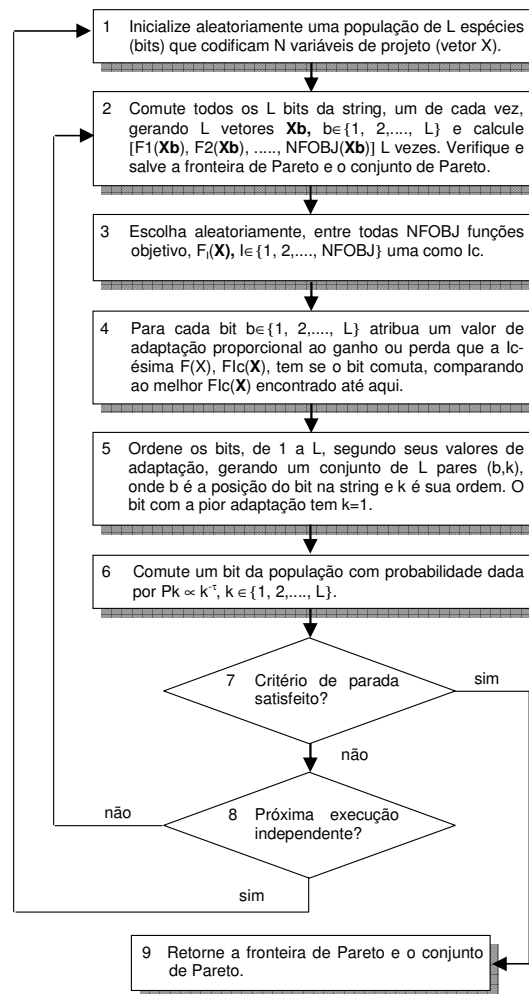 1 Inicialize aleatoriamente uma população de L espécies
(bits) que codificam N variáveis de projeto (vetor X).
2 Comute todos os L bits da string, um de cada vez,
gerando L vetores Xb, b∈{1, 2,...., L} e calcule
[F1(Xb), F2(Xb), ....., NFOBJ(Xb)] L vezes. Verifique e
salve a fronteira de Pareto e o conjunto de Pareto.
3 Escolha aleatoriamente, entre todas NFOBJ funções
objetivo, Fₗ(X), l∈{1, 2,...., NFOBJ} uma como Ic.
4 Para cada bit b∈{1, 2,...., L} atribua um valor de
adaptação proporcional ao ganho ou perda que a Ic-
ésima F(X), FIc(X), tem se o bit comuta, comparando
ao melhor FIc(X) encontrado até aqui.
5 Ordene os bits, de 1 a L, segundo seus valores de
adaptação, gerando um conjunto de L pares (b,k),
onde b é a posição do bit na string e k é sua ordem. O
bit com a pior adaptação tem k=1.
6 Comute um bit da população com probabilidade dada
por Pk ∝ k^-τ, k ∈{1, 2,...., L}.
7 Critério de parada
satisfeito?
sim
não
8 Próxima execução
independente?
não
sim
9 Retorne a fronteira de Pareto e o conjunto
de Pareto.